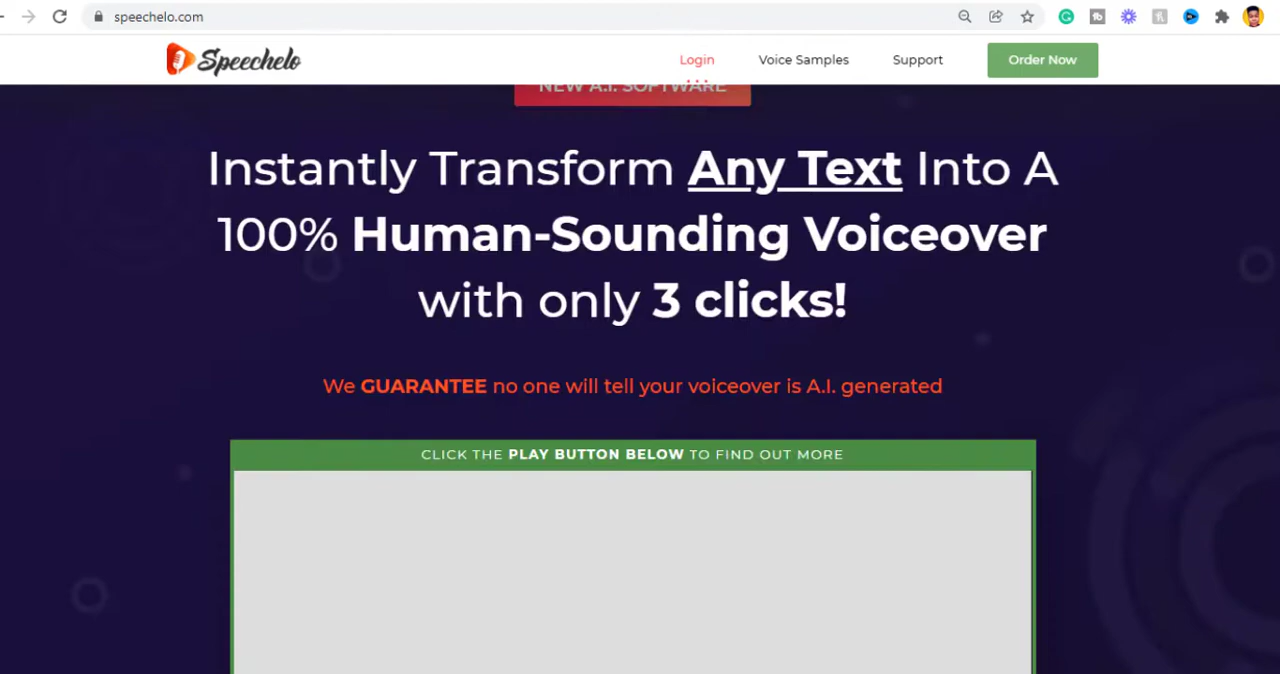 speechelo.com
Speechelo
Login
Voice Samples
Support
Order Now
NEW A.I. SOFTWARE
Instantly Transform Any Text Into A
100% Human-Sounding Voiceover
with only 3 clicks!
We GUARANTEE no one will tell your voiceover is A.I. generated
CLICK THE PLAY BUTTON BELOW TO FIND OUT MORE